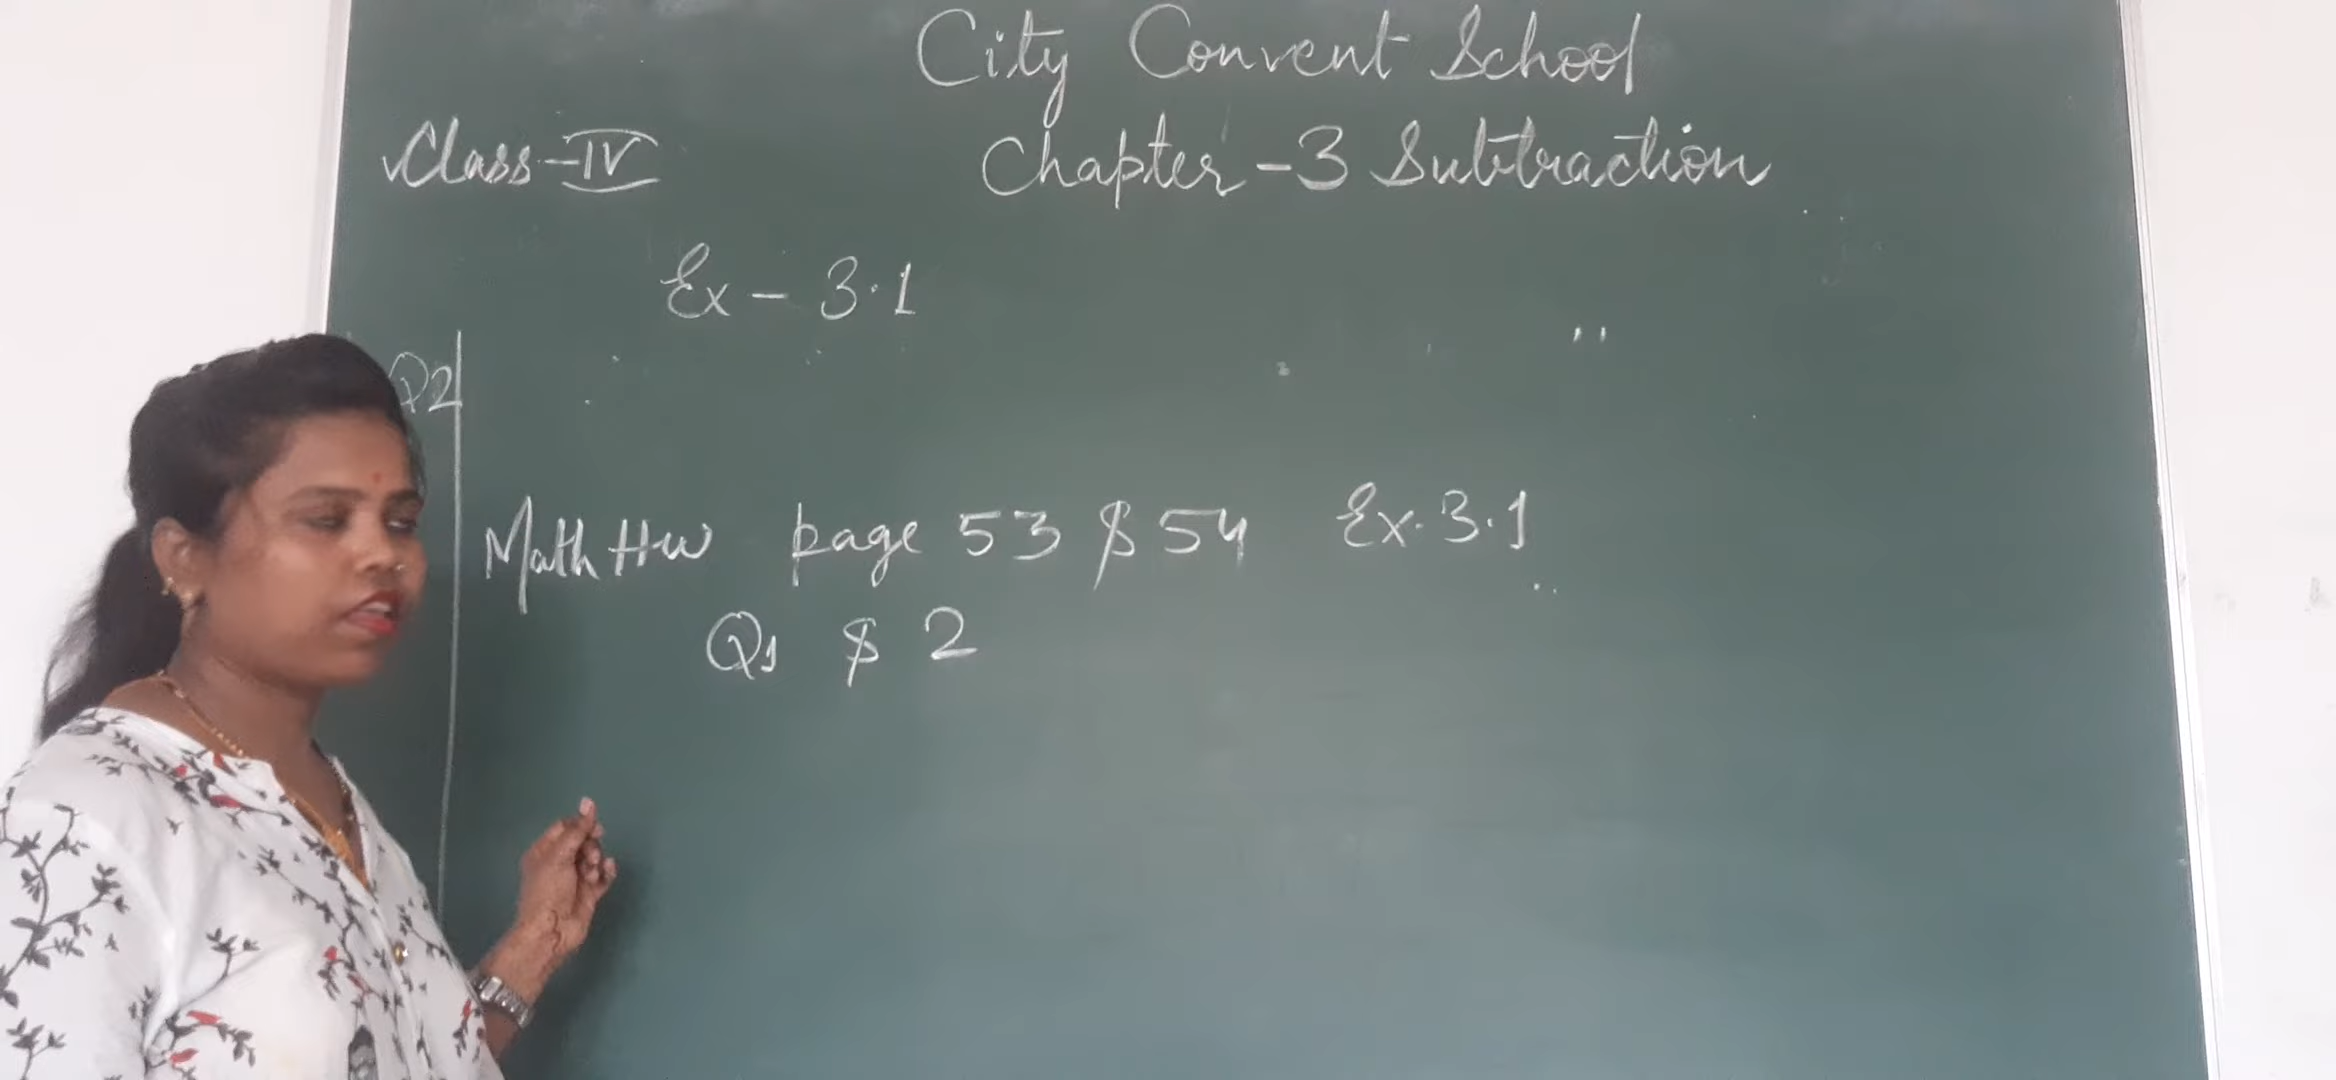 City Convent School
Class-IV Chapter-3 Subtraction
Ex - 3.1
Q2
Math Hw page 53 & 54 Ex. 3.1
Q1 & 2